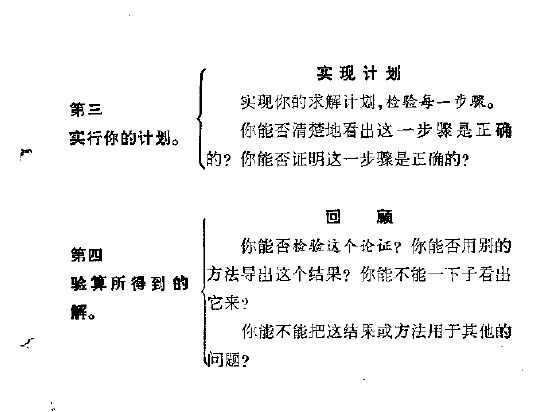 实现计划
第三
实行你的计划。
实现你的求解计划,检验每一步骤。
你能否清楚地看出这一步骤是正确
的?你能否证明这一步骤是正确的?
回 顾
第四
验算所得到的
解。
你能否检验这个论证?你能否用别的
方法导出这个结果?你能不能一下子看出
它来?
你能不能把这结果或方法用于其他的
问题?